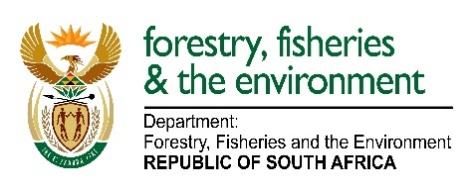 forestry, fisheries
& the environment
Department:
Forestry, Fisheries and the Environment
REPUBLIC OF SOUTH AFRICA